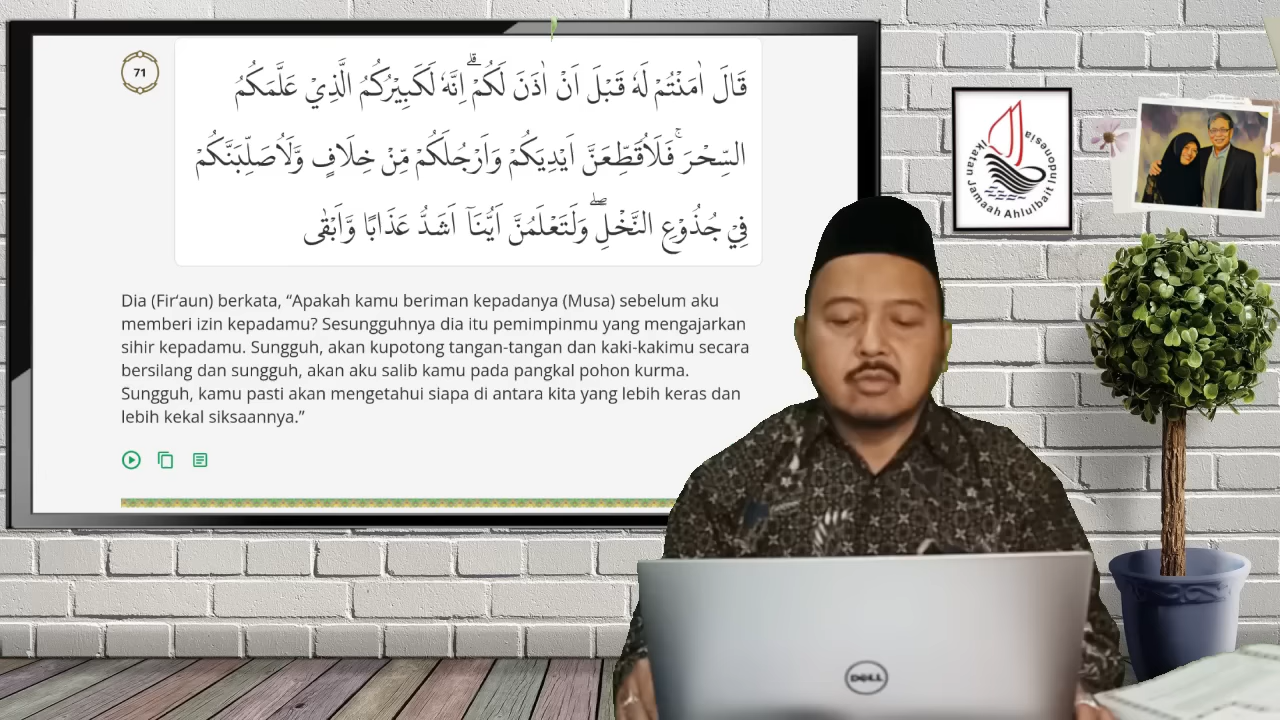 71
قَالَ اٰمَنْتُمْ لَهٗ قَبْلَ اَنْ اٰذَنَ لَكُمْۗ اِنَّهٗ لَكَبِيْرُكُمُ الَّذِيْ عَلَّمَكُمُ
السِّحْرَۚ فَلَاُقَطِّعَنَّ اَيْدِيَكُمْ وَاَرْجُلَكُمْ مِّنْ خِلَافٍ وَّلَاُصَلِّبَنَّكُمْ
فِيْ جُذُوْعِ النَّخْلِۖ وَلَتَعْلَمُنَّ اَيُّنَآ اَشَدُّ عَذَابًا وَّاَبْقٰى
Dia (Fir‘aun) berkata, “Apakah kamu beriman kepadanya (Musa) sebelum aku
memberi izin kepadamu? Sesungguhnya dia itu pemimpinmu yang mengajarkan
sihir kepadamu. Sungguh, akan kupotong tangan-tangan dan kaki-kakimu secara
bersilang dan sungguh, akan aku salib kamu pada pangkal pohon kurma.
Sungguh, kamu pasti akan mengetahui siapa di antara kita yang lebih keras dan
lebih kekal siksaannya.”
Ikatan Jamaah Ahlulbait Indonesia
DELL